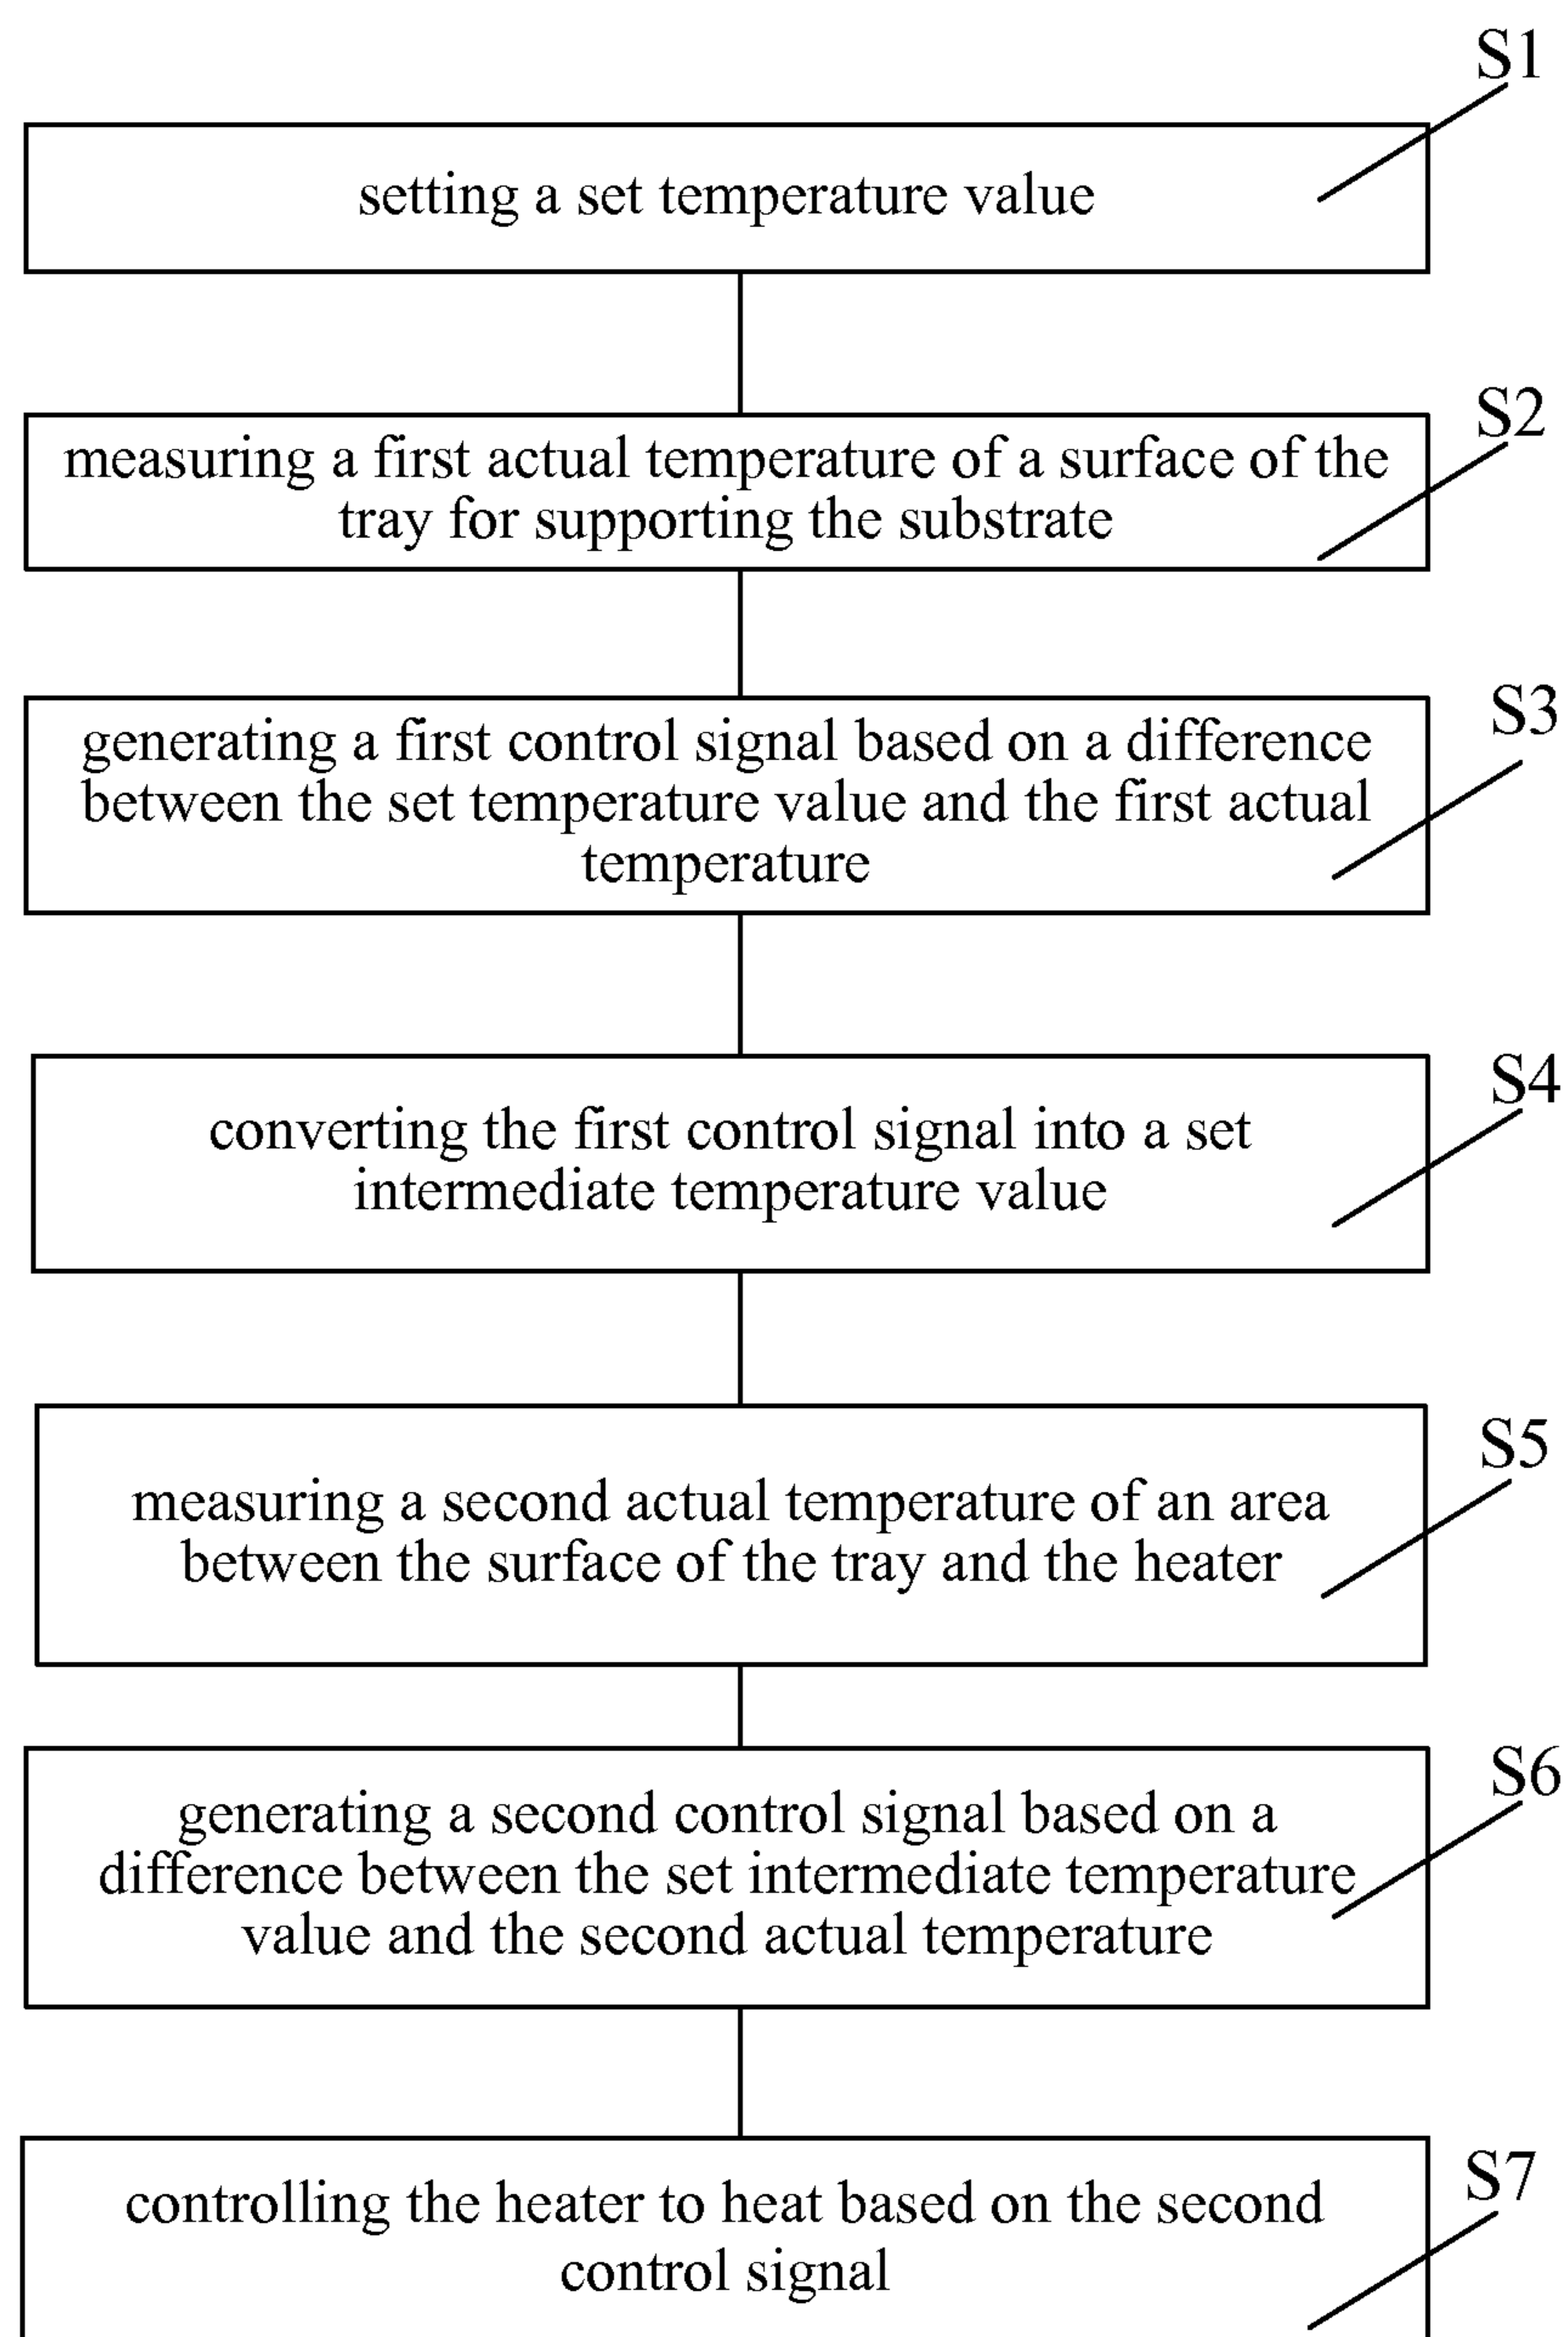 S1
setting a set temperature value
S2
measuring a first actual temperature of a surface of the
tray for supporting the substrate
S3
generating a first control signal based on a difference
between the set temperature value and the first actual
temperature
S4
converting the first control signal into a set
intermediate temperature value
S5
measuring a second actual temperature of an area
between the surface of the tray and the heater
S6
generating a second control signal based on a
difference between the set intermediate temperature
value and the second actual temperature
S7
controlling the heater to heat based on the second
control signal